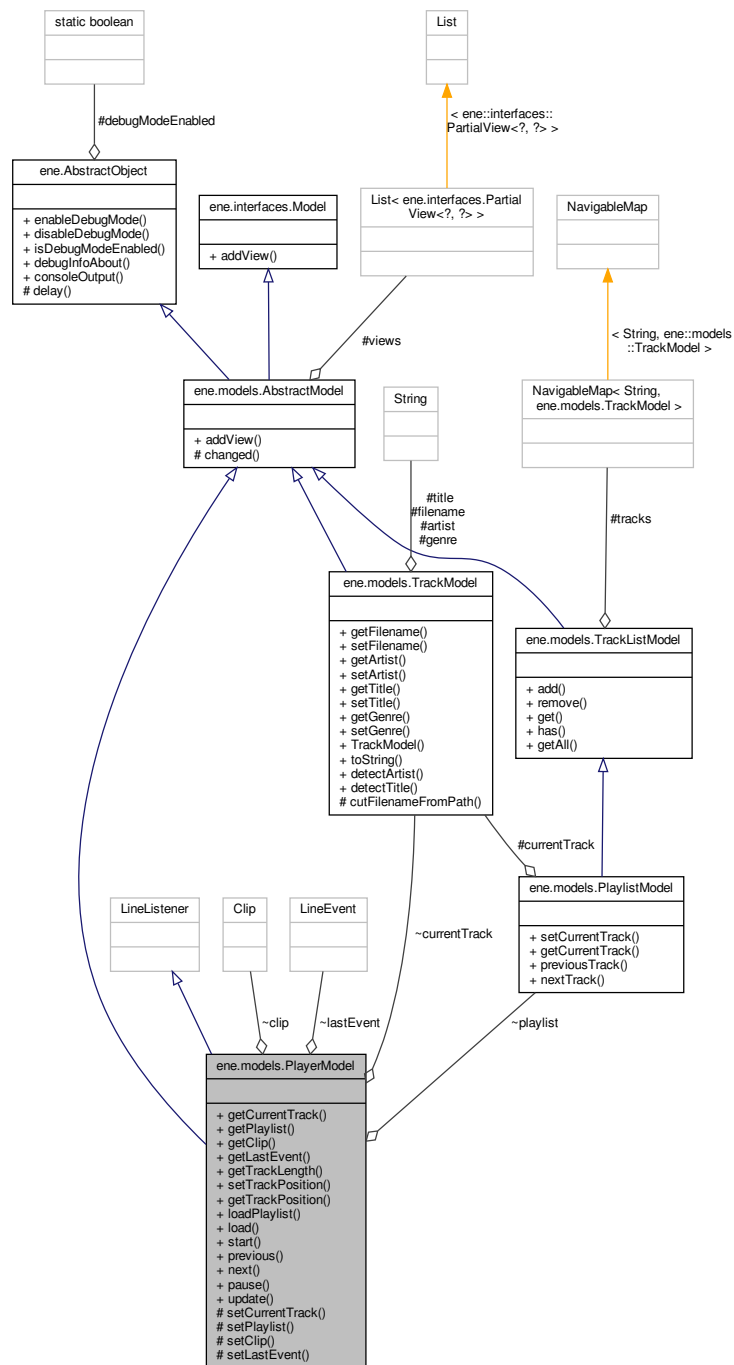 static boolean
List
#debugModeEnabled
< ene::interfaces::
PartialView<?, ?> >
ene.AbstractObject
+ enableDebugMode()
+ disableDebugMode()
+ isDebugModeEnabled()
+ debugInfoAbout()
+ consoleOutput()
# delay()
ene.interfaces.Model
+ addView()
List< ene.interfaces.Partial
View<?, ?> >
NavigableMap
#views
< String, ene::models
::TrackModel >
ene.models.AbstractModel
+ addView()
# changed()
String
NavigableMap< String,
ene.models.TrackModel >
#title
#filename
#artist
#genre
#tracks
ene.models.TrackModel
+ getFilename()
+ setFilename()
+ getArtist()
+ setArtist()
+ getTitle()
+ setTitle()
+ getGenre()
+ setGenre()
+ TrackModel()
+ toString()
+ detectArtist()
+ detectTitle()
# cutFilenameFromPath()
ene.models.TrackListModel
+ add()
+ remove()
+ get()
+ has()
+ getAll()
#currentTrack
ene.models.PlaylistModel
+ setCurrentTrack()
+ getCurrentTrack()
+ previousTrack()
+ nextTrack()
LineListener
Clip
LineEvent
~currentTrack
~clip
~lastEvent
~playlist
ene.models.PlayerModel
+ getCurrentTrack()
+ getPlaylist()
+ getClip()
+ getLastEvent()
+ getTrackLength()
+ setTrackPosition()
+ getTrackPosition()
+ loadPlaylist()
+ load()
+ start()
+ previous()
+ next()
+ pause()
+ update()
# setCurrentTrack()
# setPlaylist()
# setClip()
# setLastEvent()